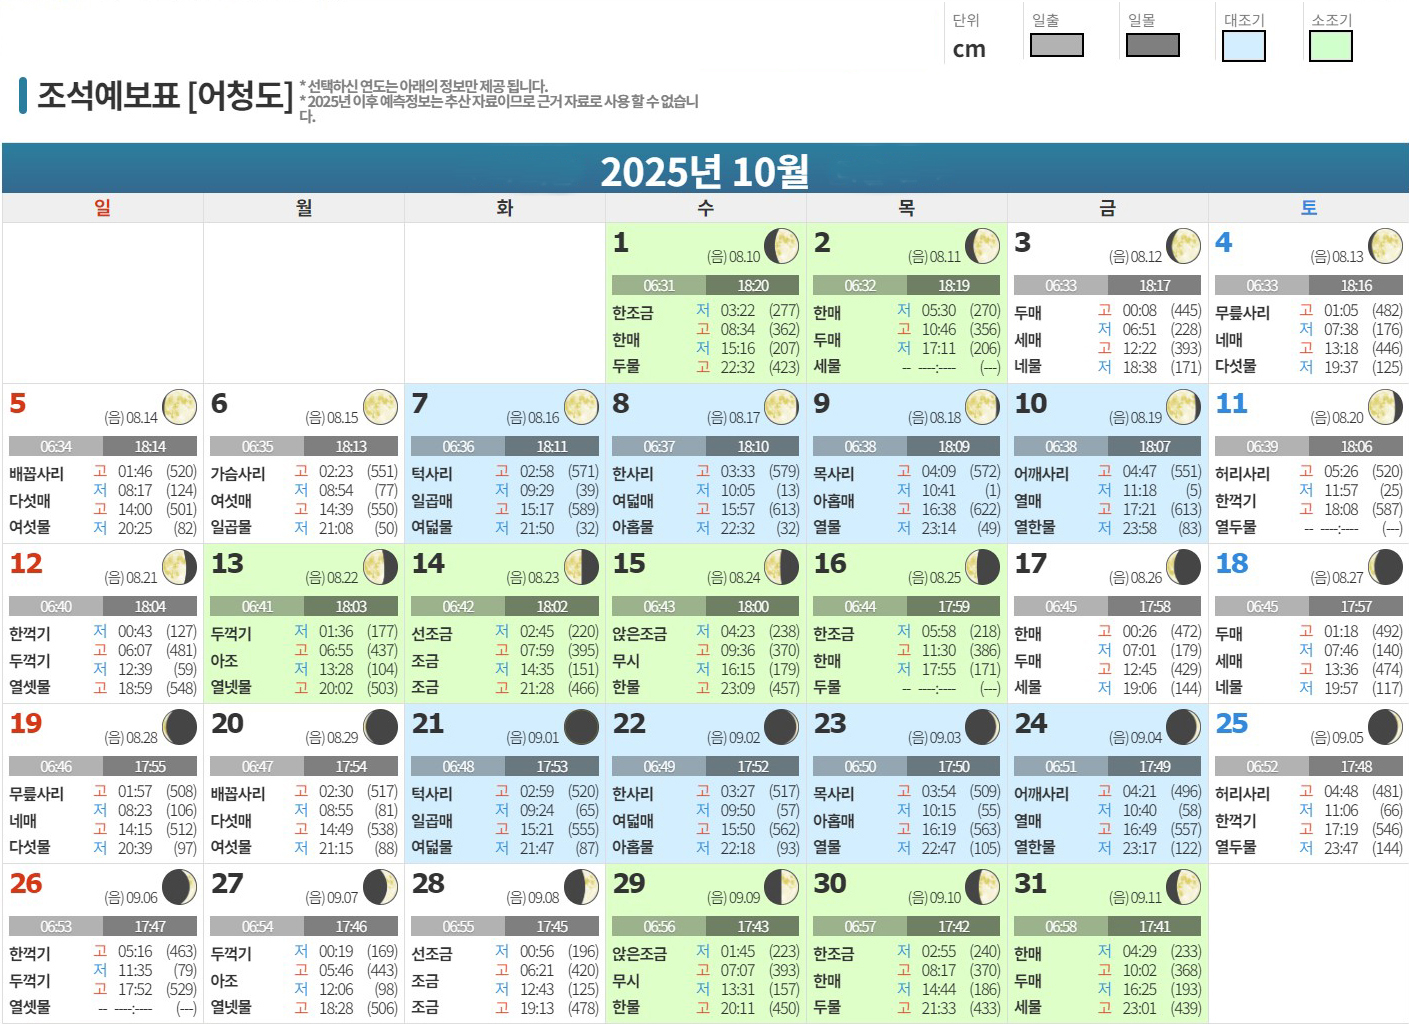 단위 일출 일몰 대조기 소조기
cm
조석예보표 [어청도]
* 선택하신 연도는 아래의 정보만 제공 됩니다.
* 2025년 이후 예측정보는 추산 자료이므로 근거 자료로 사용 할 수 없습니
다.
2025년 10월
일 월 화 수 목 금 토
1 (음) 08.10
06:31 18:20
한조금
한매
두물
저 03:22 (277)
고 08:34 (362)
저 15:16 (207)
고 22:32 (423)
2 (음) 08.11
06:32 18:19
한매
두매
세물
저 05:30 (270)
고 10:46 (356)
저 17:11 (206)
-- ----:---- (---)
3 (음) 08.12
06:33 18:17
두매
세매
네물
고 00:08 (445)
저 06:51 (228)
고 12:22 (393)
저 18:38 (171)
4 (음) 08.13
06:33 18:16
무릎사리
네매
다섯물
고 01:05 (482)
저 07:38 (176)
고 13:18 (446)
저 19:37 (125)
5 (음) 08.14
06:34 18:14
배꼽사리
다섯매
여섯물
고 01:46 (520)
저 08:17 (124)
고 14:00 (501)
저 20:25 (82)
6 (음) 08.15
06:35 18:13
가슴사리
여섯매
일곱물
고 02:23 (551)
저 08:54 (77)
고 14:39 (550)
저 21:08 (50)
7 (음) 08.16
06:36 18:11
턱사리
일곱매
여덟물
고 02:58 (571)
저 09:29 (39)
고 15:17 (589)
저 21:50 (32)
8 (음) 08.17
06:37 18:10
한사리
여덟매
아홉물
고 03:33 (579)
저 10:05 (13)
고 15:57 (613)
저 22:32 (32)
9 (음) 08.18
06:38 18:09
목사리
아홉매
열물
고 04:09 (572)
저 10:41 (1)
고 16:38 (622)
저 23:14 (49)
10 (음) 08.19
06:38 18:07
어깨사리
열매
열한물
고 04:47 (551)
저 11:18 (5)
고 17:21 (613)
저 23:58 (83)
11 (음) 08.20
06:39 18:06
허리사리
한꺽기
열두물
고 05:26 (520)
저 11:57 (25)
고 18:08 (587)
-- ----:---- (---)
12 (음) 08.21
06:40 18:04
한꺽기
두꺽기
열셋물
저 00:43 (127)
고 06:07 (481)
저 12:39 (59)
고 18:59 (548)
13 (음) 08.22
06:41 18:03
두꺽기
아조
열넷물
저 01:36 (177)
고 06:55 (437)
저 13:28 (104)
고 20:02 (503)
14 (음) 08.23
06:42 18:02
선조금
조금
조금
저 02:45 (220)
고 07:59 (395)
저 14:35 (151)
고 21:28 (466)
15 (음) 08.24
06:43 18:00
앉은조금
무시
한물
저 04:23 (238)
고 09:36 (370)
저 16:15 (179)
고 23:09 (457)
16 (음) 08.25
06:44 17:59
한조금
한매
두물
저 05:58 (218)
고 11:30 (386)
저 17:55 (171)
-- ----:---- (---)
17 (음) 08.26
06:45 17:58
한매
두매
세물
고 00:26 (472)
저 07:01 (179)
고 12:45 (429)
저 19:06 (144)
18 (음) 08.27
06:45 17:57
두매
세매
네물
고 01:18 (492)
저 07:46 (140)
고 13:36 (474)
저 19:57 (117)
19 (음) 08.28
06:46 17:55
무릎사리
네매
다섯물
고 01:57 (508)
저 08:23 (106)
고 14:15 (512)
저 20:39 (97)
20 (음) 08.29
06:47 17:54
배꼽사리
다섯매
여섯물
고 02:30 (517)
저 08:55 (81)
고 14:49 (538)
저 21:15 (88)
21 (음) 09.01
06:48 17:53
턱사리
일곱매
여덟물
고 02:59 (520)
저 09:24 (65)
고 15:21 (555)
저 21:47 (87)
22 (음) 09.02
06:49 17:52
한사리
여덟매
아홉물
고 03:27 (517)
저 09:50 (57)
고 15:50 (562)
저 22:18 (93)
23 (음) 09.03
06:50 17:50
목사리
아홉매
열물
고 03:54 (509)
저 10:15 (55)
고 16:19 (563)
저 22:47 (105)
24 (음) 09.04
06:51 17:49
어깨사리
열매
열한물
고 04:21 (496)
저 10:40 (58)
고 16:49 (557)
저 23:17 (122)
25 (음) 09.05
06:52 17:48
허리사리
한꺽기
열두물
고 04:48 (481)
저 11:06 (66)
고 17:19 (546)
저 23:47 (144)
26 (음) 09.06
06:53 17:47
한꺽기
두꺽기
열셋물
고 05:16 (463)
저 11:35 (79)
고 17:52 (529)
-- ----:---- (---)
27 (음) 09.07
06:54 17:46
두꺽기
아조
열넷물
저 00:19 (169)
고 05:46 (443)
저 12:06 (98)
고 18:28 (506)
28 (음) 09.08
06:55 17:45
선조금
조금
조금
저 00:56 (196)
고 06:21 (420)
저 12:43 (125)
고 19:13 (478)
29 (음) 09.09
06:56 17:43
앉은조금
무시
한물
저 01:45 (223)
고 07:07 (393)
저 13:31 (157)
고 20:11 (450)
30 (음) 09.10
06:57 17:42
한조금
한매
두물
저 02:55 (240)
고 08:17 (370)
저 14:44 (186)
고 21:33 (433)
31 (음) 09.11
06:58 17:41
한매
두매
세물
저 04:29 (233)
고 10:02 (368)
저 16:25 (193)
고 23:01 (439)